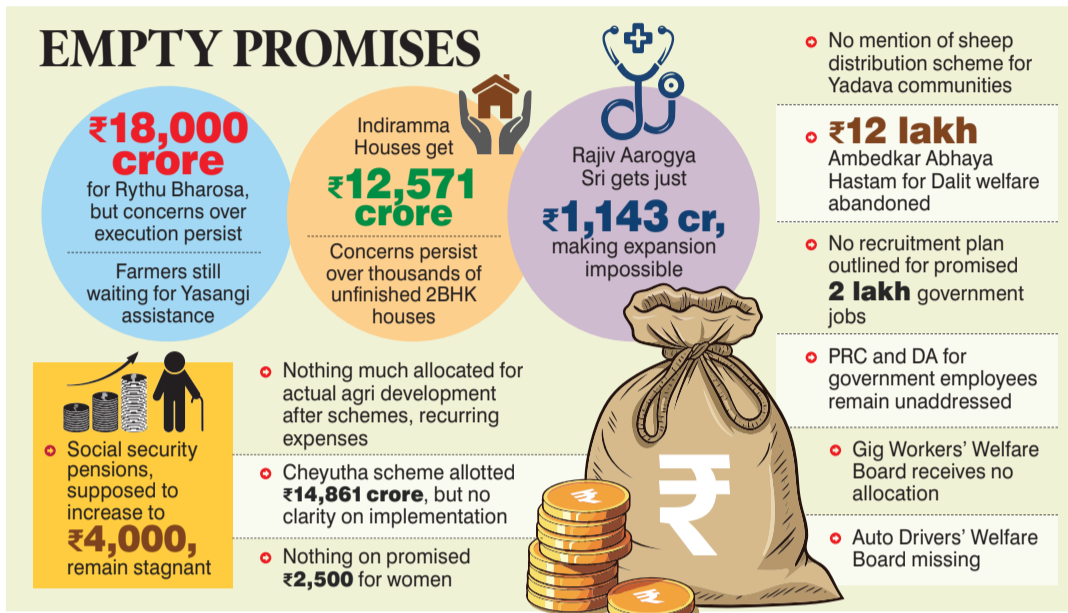 EMPTY PROMISES
₹18,000
crore
for Rythu Bharosa,
but concerns over
execution persist
Farmers still
waiting for Yasangi
assistance
Indiramma
Houses get
₹12,571
crore
Concerns persist
over thousands of
unfinished 2BHK
houses
Rajiv Aarogya
Sri gets just
₹1,143 cr,
making expansion
impossible
Social security
pensions,
supposed to
increase to
₹4,000,
remain stagnant
Nothing much allocated for
actual agri development
after schemes, recurring
expenses
Cheyutha scheme allotted
₹14,861 crore, but no
clarity on implementation
Nothing on promised
₹2,500 for women
₹
No mention of sheep
distribution scheme for
Yadava communities
₹12 lakh
Ambedkar Abhaya
Hastam for Dalit welfare
abandoned
No recruitment plan
outlined for promised
2 lakh government
jobs
PRC and DA for
government employees
remain unaddressed
Gig Workers' Welfare
Board receives no
allocation
Auto Drivers' Welfare
Board missing